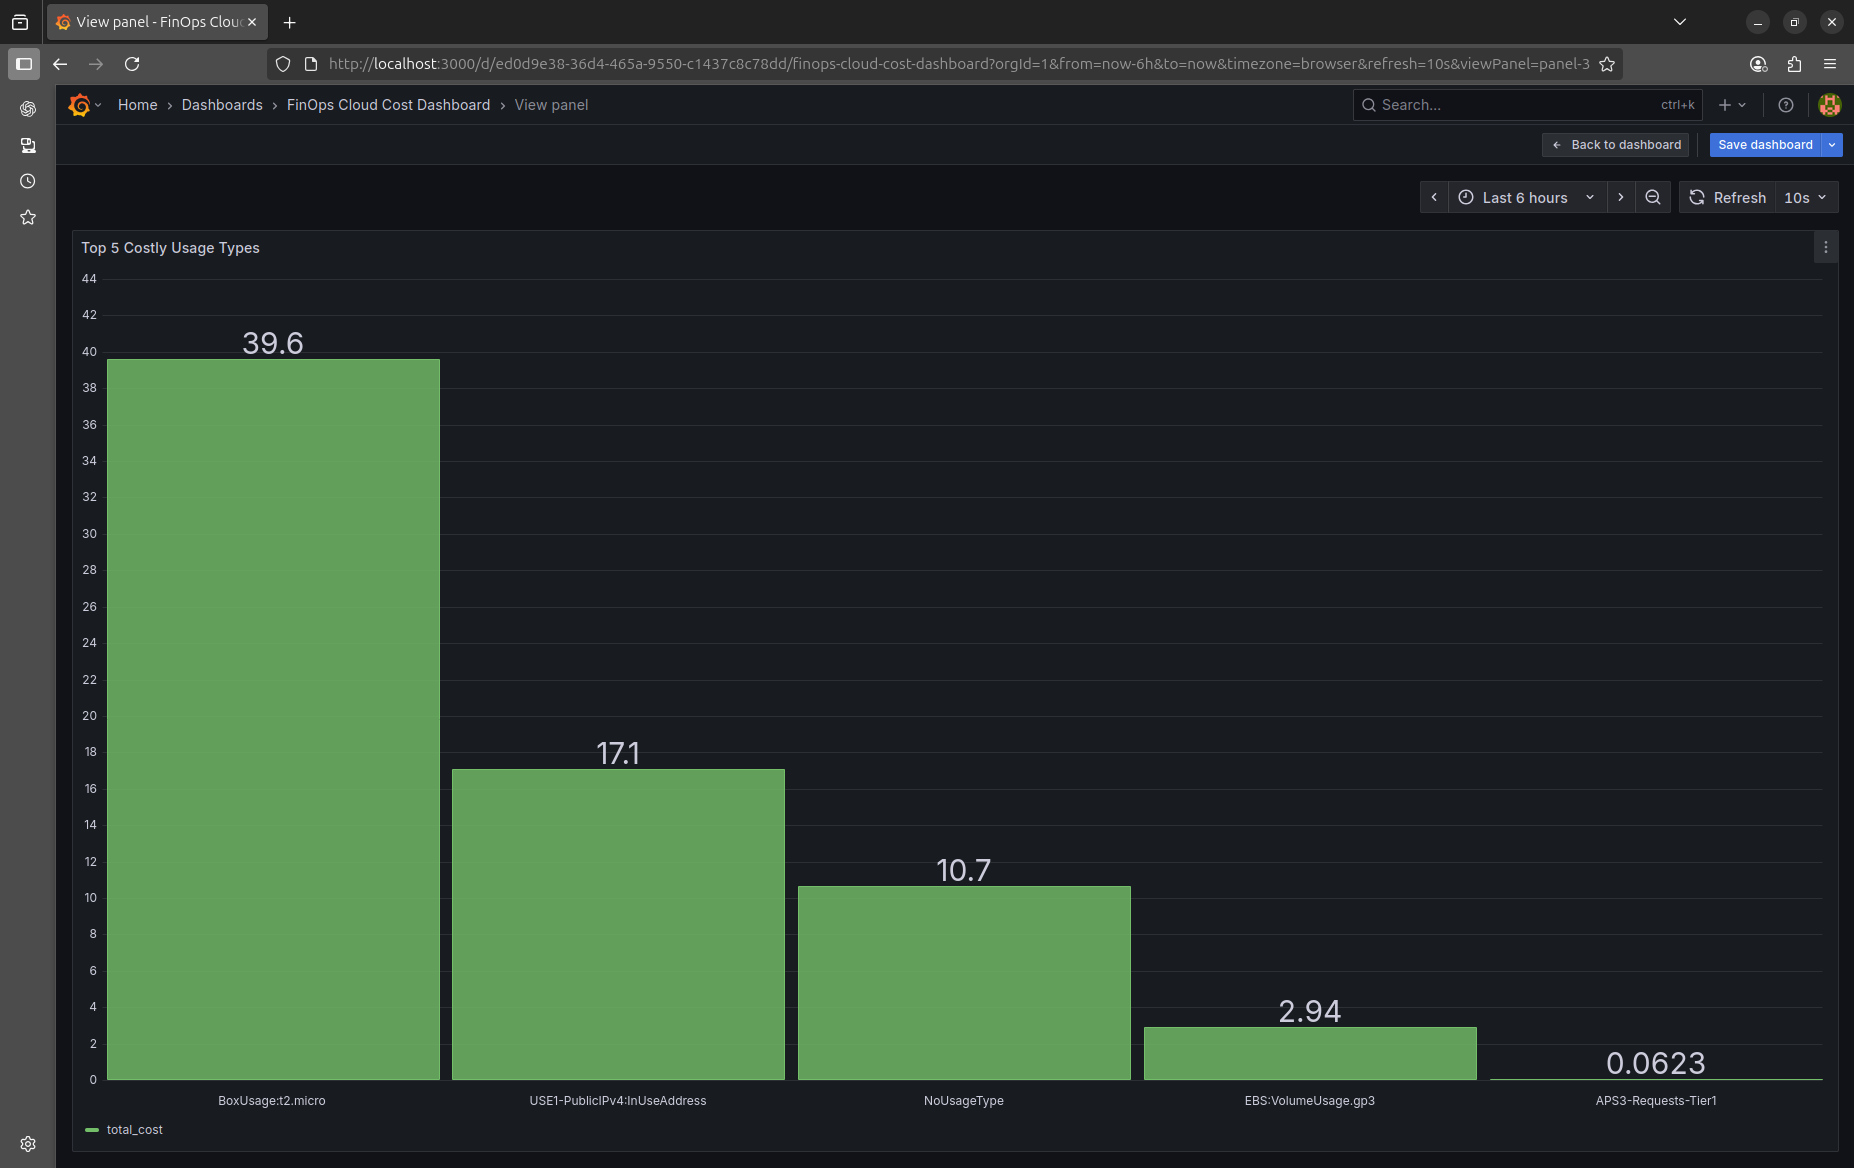 View panel - FinOps Clou
http://localhost:3000/d/ed0d9e38-36d4-465a-9550-c1437c8c78dd/finops-cloud-cost-dashboard?orgId=1&from=now-6h&to=now&timezone=browser&refresh=10s&viewPanel=panel-3
Home › Dashboards › FinOps Cloud Cost Dashboard › View panel
Search... ctrl+k
Back to dashboard
Save dashboard
Last 6 hours
Refresh 10s
Top 5 Costly Usage Types
44
42
40
38
36
34
32
30
28
26
24
22
20
18
16
14
12
10
8
6
4
2
0
39.6
17.1
10.7
2.94
0.0623
BoxUsage:t2.micro
USE1-PublicIPv4:InUseAddress
NoUsageType
EBS:VolumeUsage.gp3
APS3-Requests-Tier1
total_cost